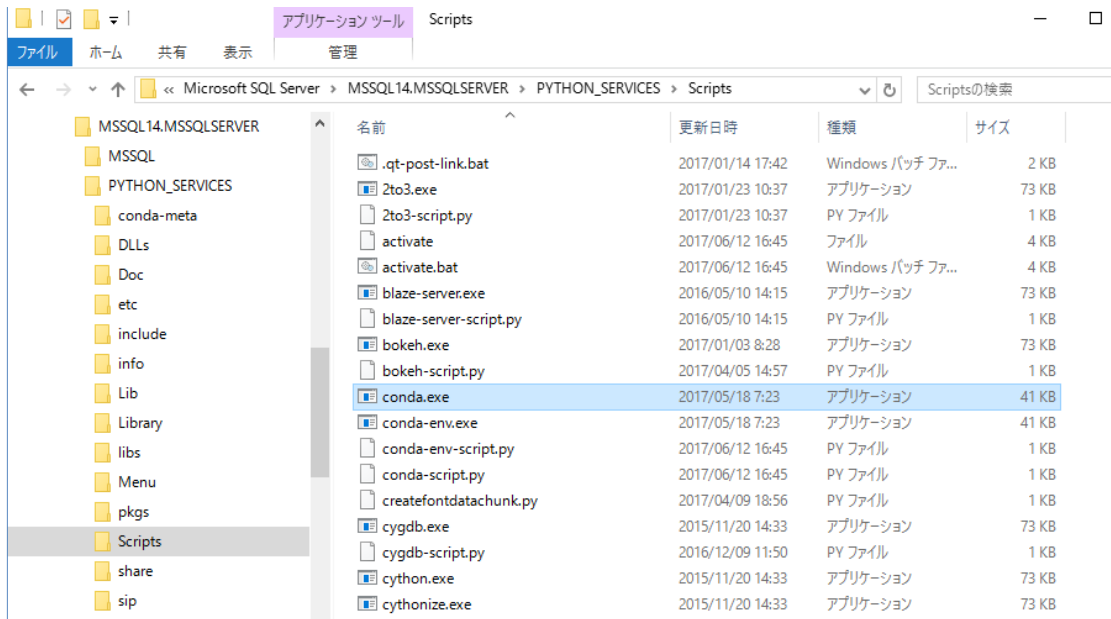 アプリケーション ツール Scripts
ファイル ホーム 共有 表示 管理
« Microsoft SQL Server › MSSQL14.MSSQLSERVER › PYTHON_SERVICES › Scripts Scriptsの検索
MSSQL14.MSSQLSERVER
MSSQL
PYTHON_SERVICES
conda-meta
DLLs
Doc
etc
include
info
Lib
Library
libs
Menu
pkgs
Scripts
share
sip
名前 更新日時 種類 サイズ
.qt-post-link.bat 2017/01/14 17:42 Windows バッチ ファ... 2 KB
2to3.exe 2017/01/23 10:37 アプリケーション 73 KB
2to3-script.py 2017/01/23 10:37 PY ファイル 1 KB
activate 2017/06/12 16:45 ファイル 4 KB
activate.bat 2017/06/12 16:45 Windows バッチ ファ... 4 KB
blaze-server.exe 2016/05/10 14:15 アプリケーション 73 KB
blaze-server-script.py 2016/05/10 14:15 PY ファイル 1 KB
bokeh.exe 2017/01/03 8:28 アプリケーション 73 KB
bokeh-script.py 2017/04/05 14:57 PY ファイル 1 KB
conda.exe 2017/05/18 7:23 アプリケーション 41 KB
conda-env.exe 2017/05/18 7:23 アプリケーション 41 KB
conda-env-script.py 2017/06/12 16:45 PY ファイル 1 KB
conda-script.py 2017/06/12 16:45 PY ファイル 1 KB
createfontdatachunk.py 2017/04/09 18:56 PY ファイル 1 KB
cygdb.exe 2015/11/20 14:33 アプリケーション 73 KB
cygdb-script.py 2016/12/09 11:50 PY ファイル 1 KB
cython.exe 2015/11/20 14:33 アプリケーション 73 KB
cythonize.exe 2015/11/20 14:33 アプリケーション 73 KB